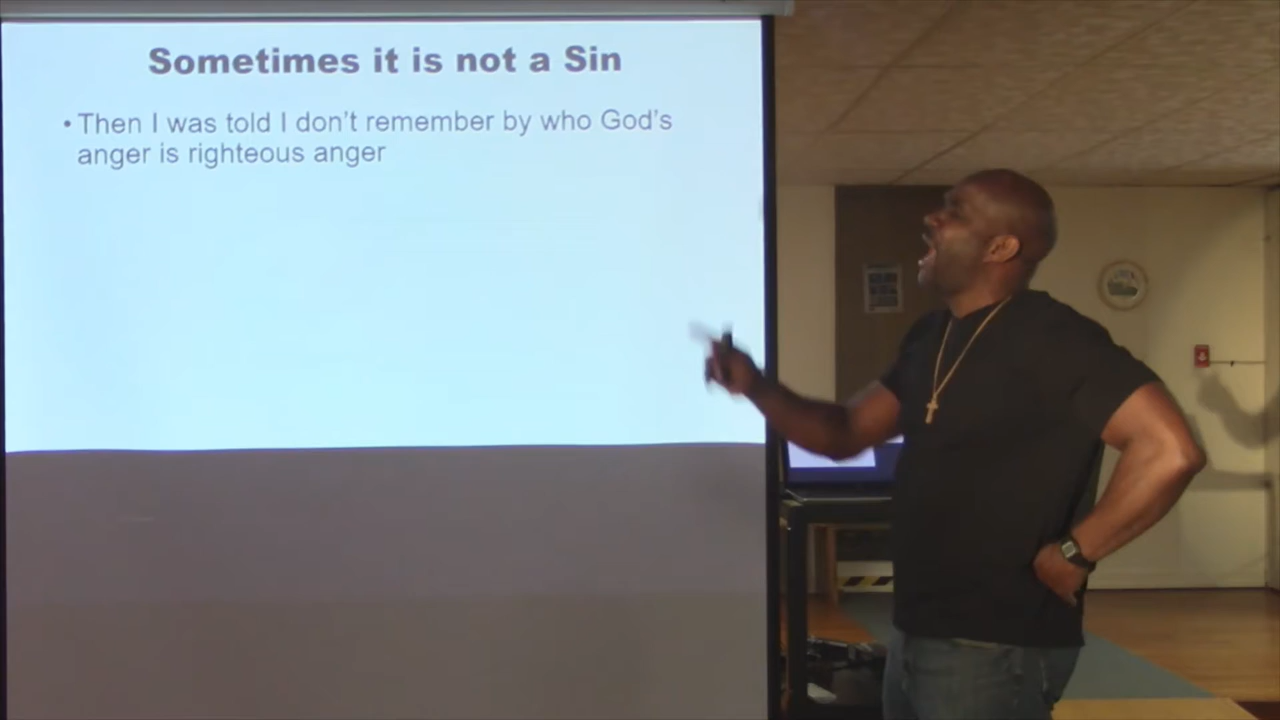 Sometimes it is not a Sin
• Then I was told I don't remember by who God's
anger is righteous anger